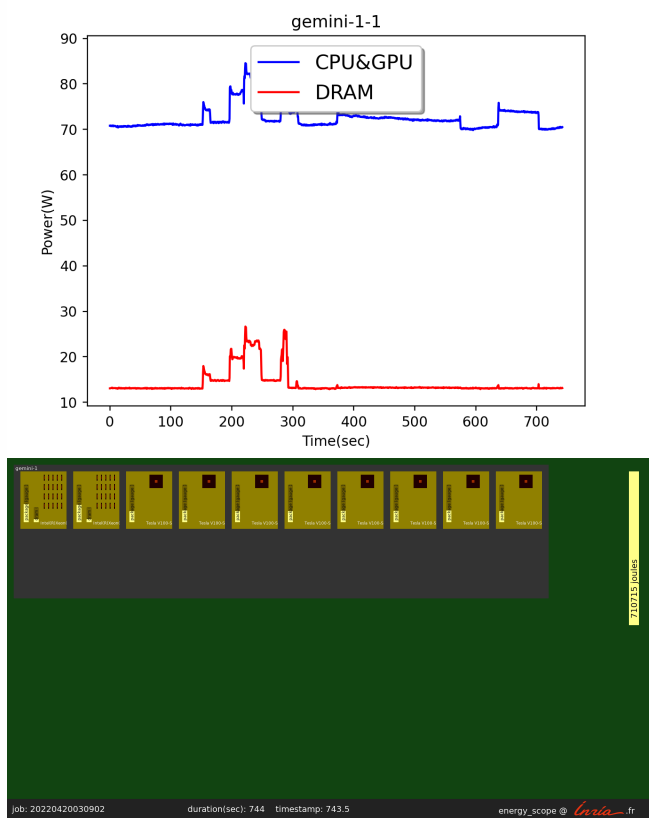 gemini-1-1
90
80
70
60
50
40
30
20
10
Power(W)
CPU&GPU
DRAM
0 100 200 300 400 500 600 700
Time(sec)
gemini-1
Tesla V100-S
Tesla V100-S
Tesla V100-S
Tesla V100-S
Tesla V100-S
Tesla V100-S
Tesla V100-S
Tesla V100-S
710715 joules
job: 20220420030902 duration(sec): 744 timestamp: 743.5 energy_scope @ Inria .fr